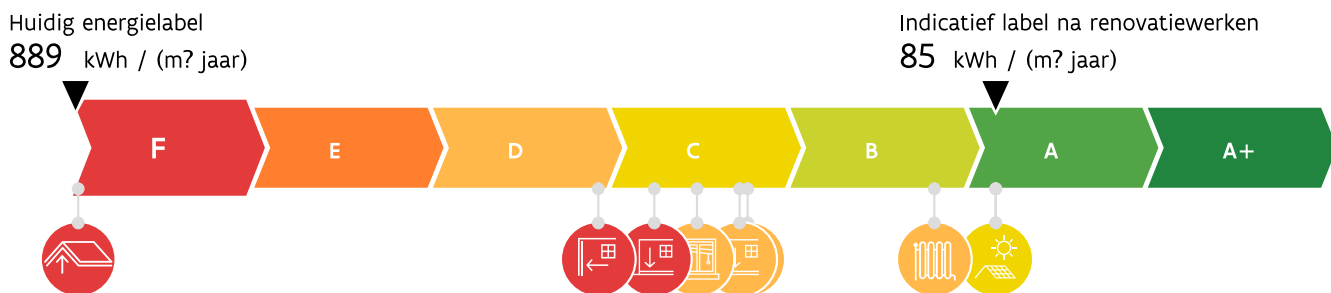 Huidig energielabel
889 kWh / (m? jaar)
Indicatief label na renovatiewerken
85 kWh / (m? jaar)
F
E
D
C
B
A
A+